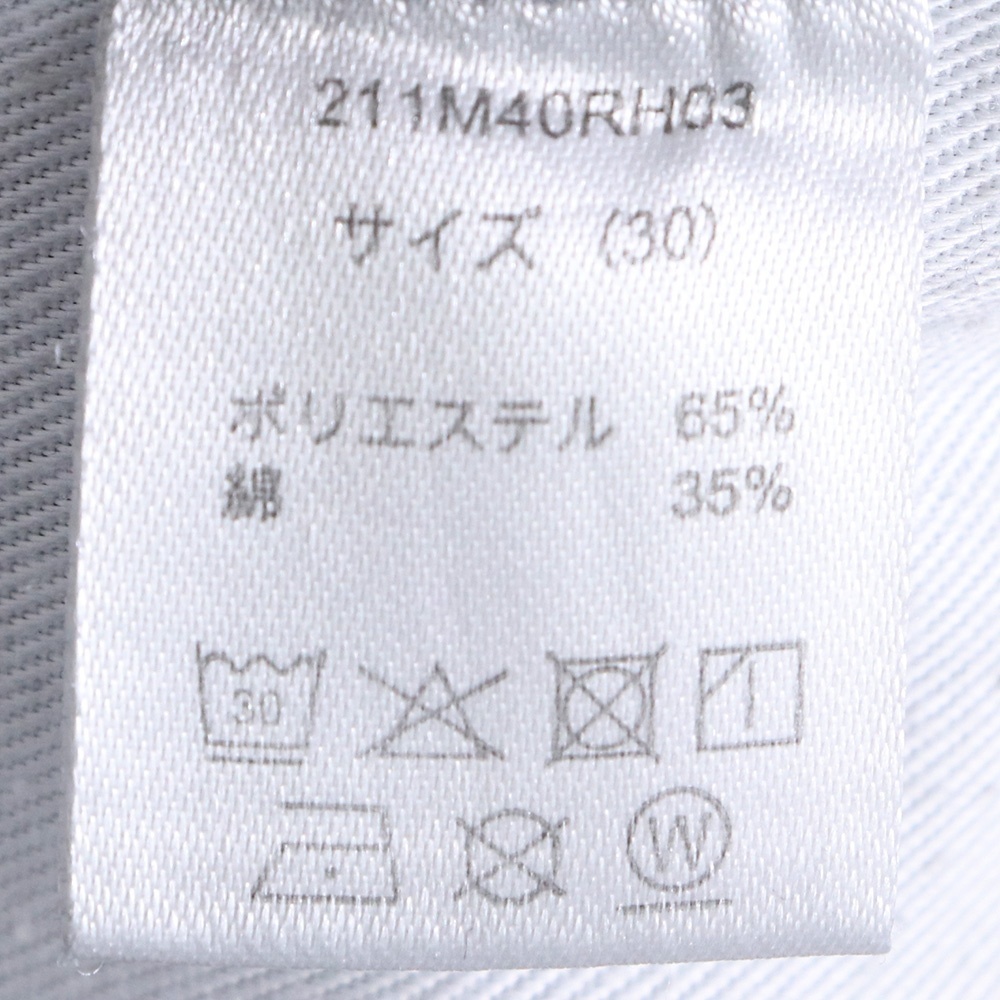 211M40RH03
サイズ (30)
ポリエステル 65%
綿 35%
30
W